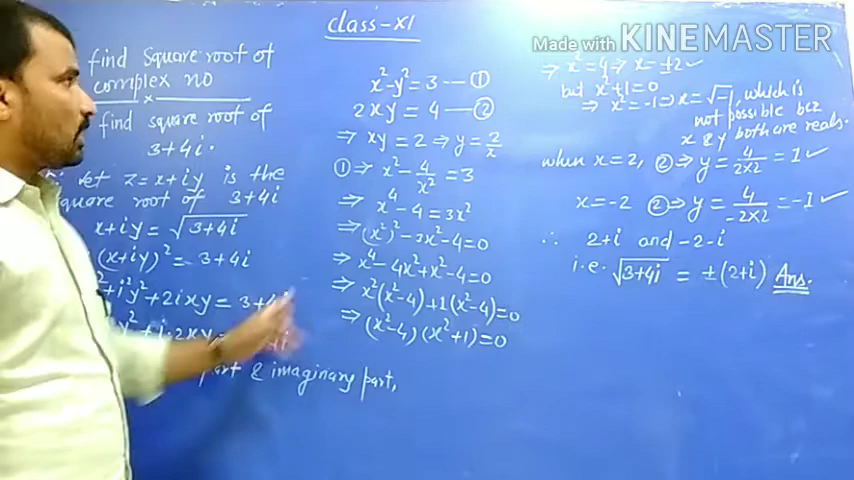 class-XI
Made with KINEMASTER
find Square root of
complex no
find square root of
3+4i.
let z=x+iy is the
square root of 3+4i
x+iy = √3+4i
(x+iy)² = 3+4i
+i²y²+2ixy=3+4i
y²+i.2xy=
part & imaginary part,
x²-y²=3 — ①
2xy = 4 — ②
⇒ xy = 2 ⇒ y = 2/x
① ⇒ x² - 4/x² = 3
⇒ x⁴ - 4 = 3x²
⇒ (x²)² - 3x² - 4 = 0
⇒ x⁴ - 4x² + x² - 4 = 0
⇒ x²(x²-4)+1(x²-4)=0
⇒ (x²-4)(x²+1)=0
⇒ x² = 4 ⇒ x = ±2 ✓
but x²+1=0
⇒ x² = -1 ⇒ x = √-1, which is
not possible bcz
x & y both are reals.
when x=2, ② ⇒ y = 4/2×2 = 1 ✓
x = -2 ② ⇒ y = 4/-2×2 = -1 ✓
∴ 2+i and -2-i
i.e. √3+4i = ±(2+i) Ans.